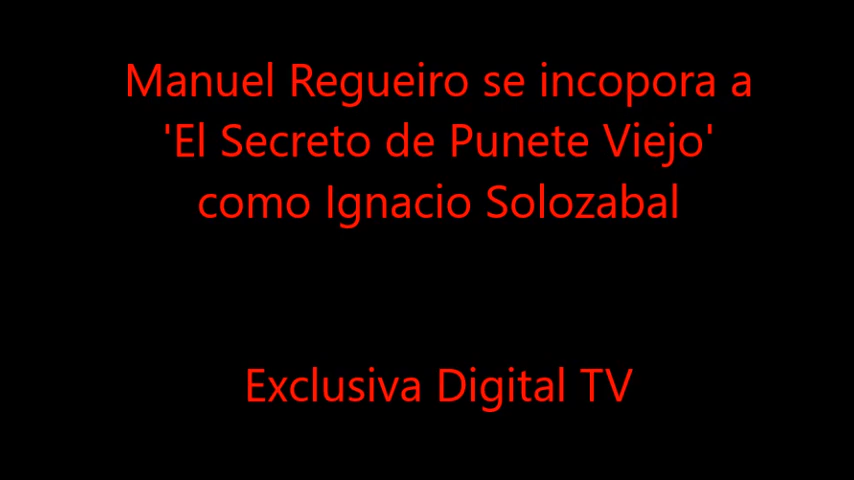 Manuel Regueiro se incopora a
'El Secreto de Punete Viejo'
como Ignacio Solozabal
Exclusiva Digital TV